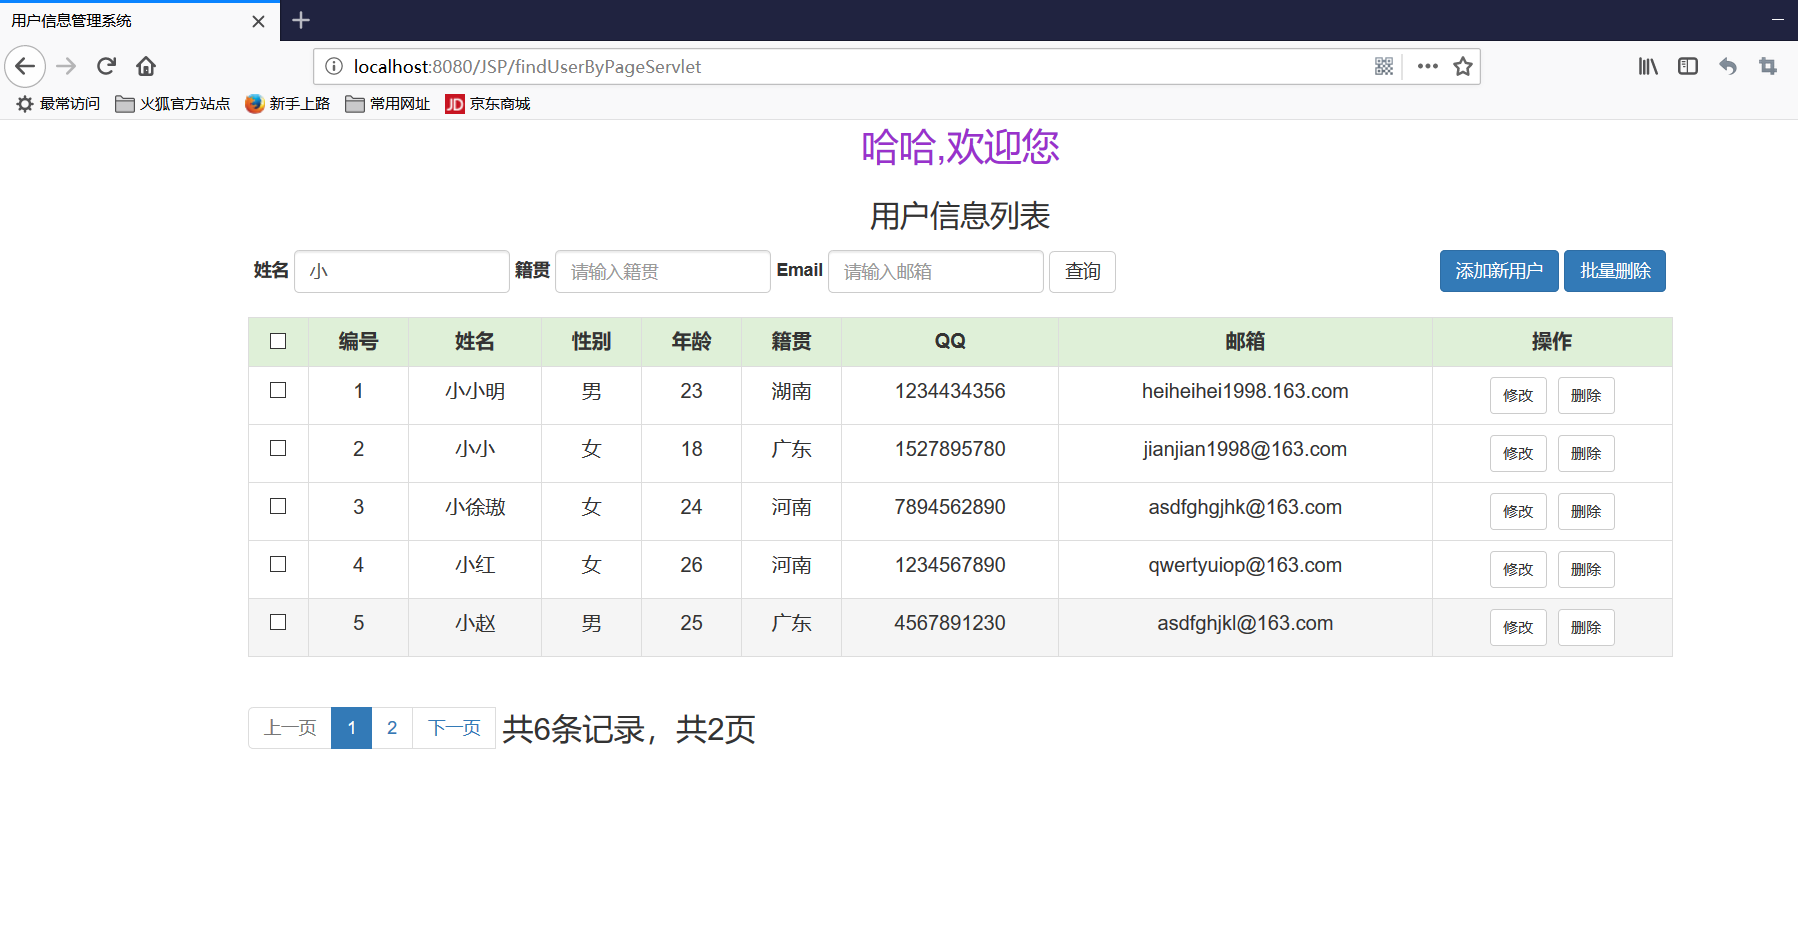 用户信息管理系统
localhost:8080/JSP/findUserByPageServlet
最常访问 火狐官方站点 新手上路 常用网址 JD 京东商城
哈哈,欢迎您
用户信息列表
姓名 小 籍贯 请输入籍贯 Email 请输入邮箱 查询 添加新用户 批量删除
编号 姓名 性别 年龄 籍贯 QQ 邮箱 操作
1 小小明 男 23 湖南 1234434356 heiheihei1998.163.com 修改 删除
2 小小 女 18 广东 1527895780 jianjian1998@163.com 修改 删除
3 小徐璈 女 24 河南 7894562890 asdfghgjhk@163.com 修改 删除
4 小红 女 26 河南 1234567890 qwertyuiop@163.com 修改 删除
5 小赵 男 25 广东 4567891230 asdfghjkl@163.com 修改 删除
上一页 1 2 下一页 共6条记录，共2页